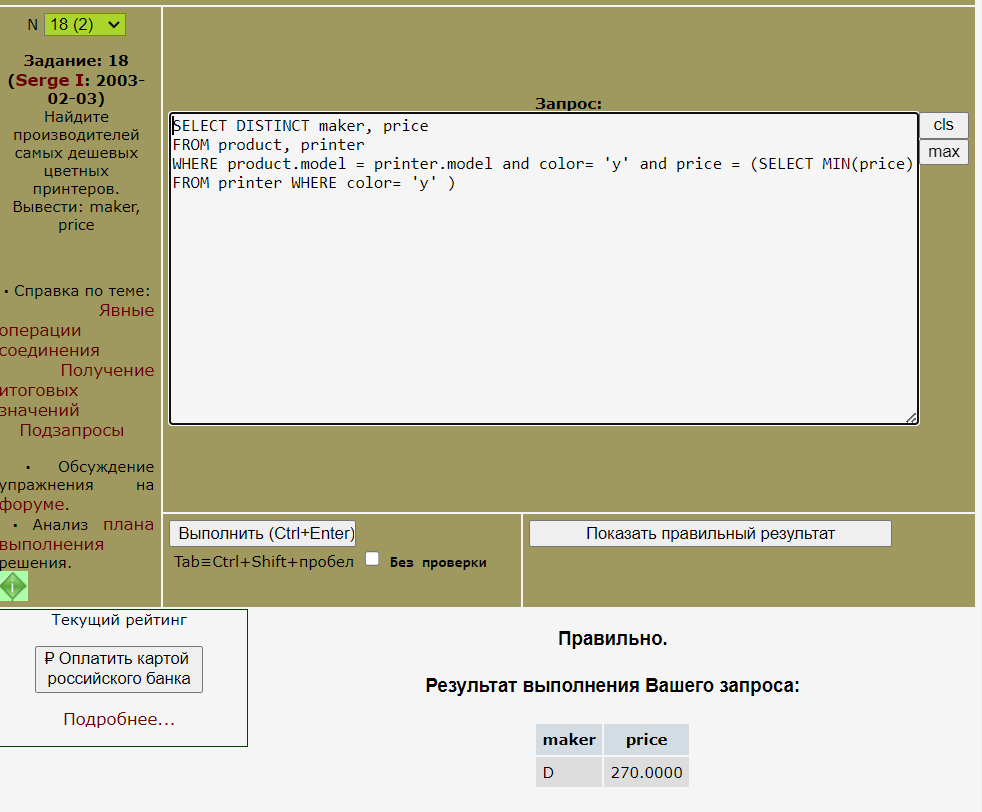 N 18 (2)
Задание: 18
(Serge I: 2003-
02-03)
Найдите
производителей
самых дешевых
цветных
принтеров.
Вывести: maker,
price
· Справка по теме:
Явные
операции
соединения
Получение
итоговых
значений
Подзапросы
· Обсуждение
упражнения на
форуме.
· Анализ плана
выполнения
решения.
Запрос:
SELECT DISTINCT maker, price
FROM product, printer
WHERE product.model = printer.model and color= 'y' and price = (SELECT MIN(price)
FROM printer WHERE color= 'y' )
cls
max
Выполнить (Ctrl+Enter)
Tab≡Ctrl+Shift+пробел Без проверки
Показать правильный результат
Текущий рейтинг
₽ Оплатить картой
российского банка
Подробнее...
Правильно.
Результат выполнения Вашего запроса:
maker price
D 270.0000